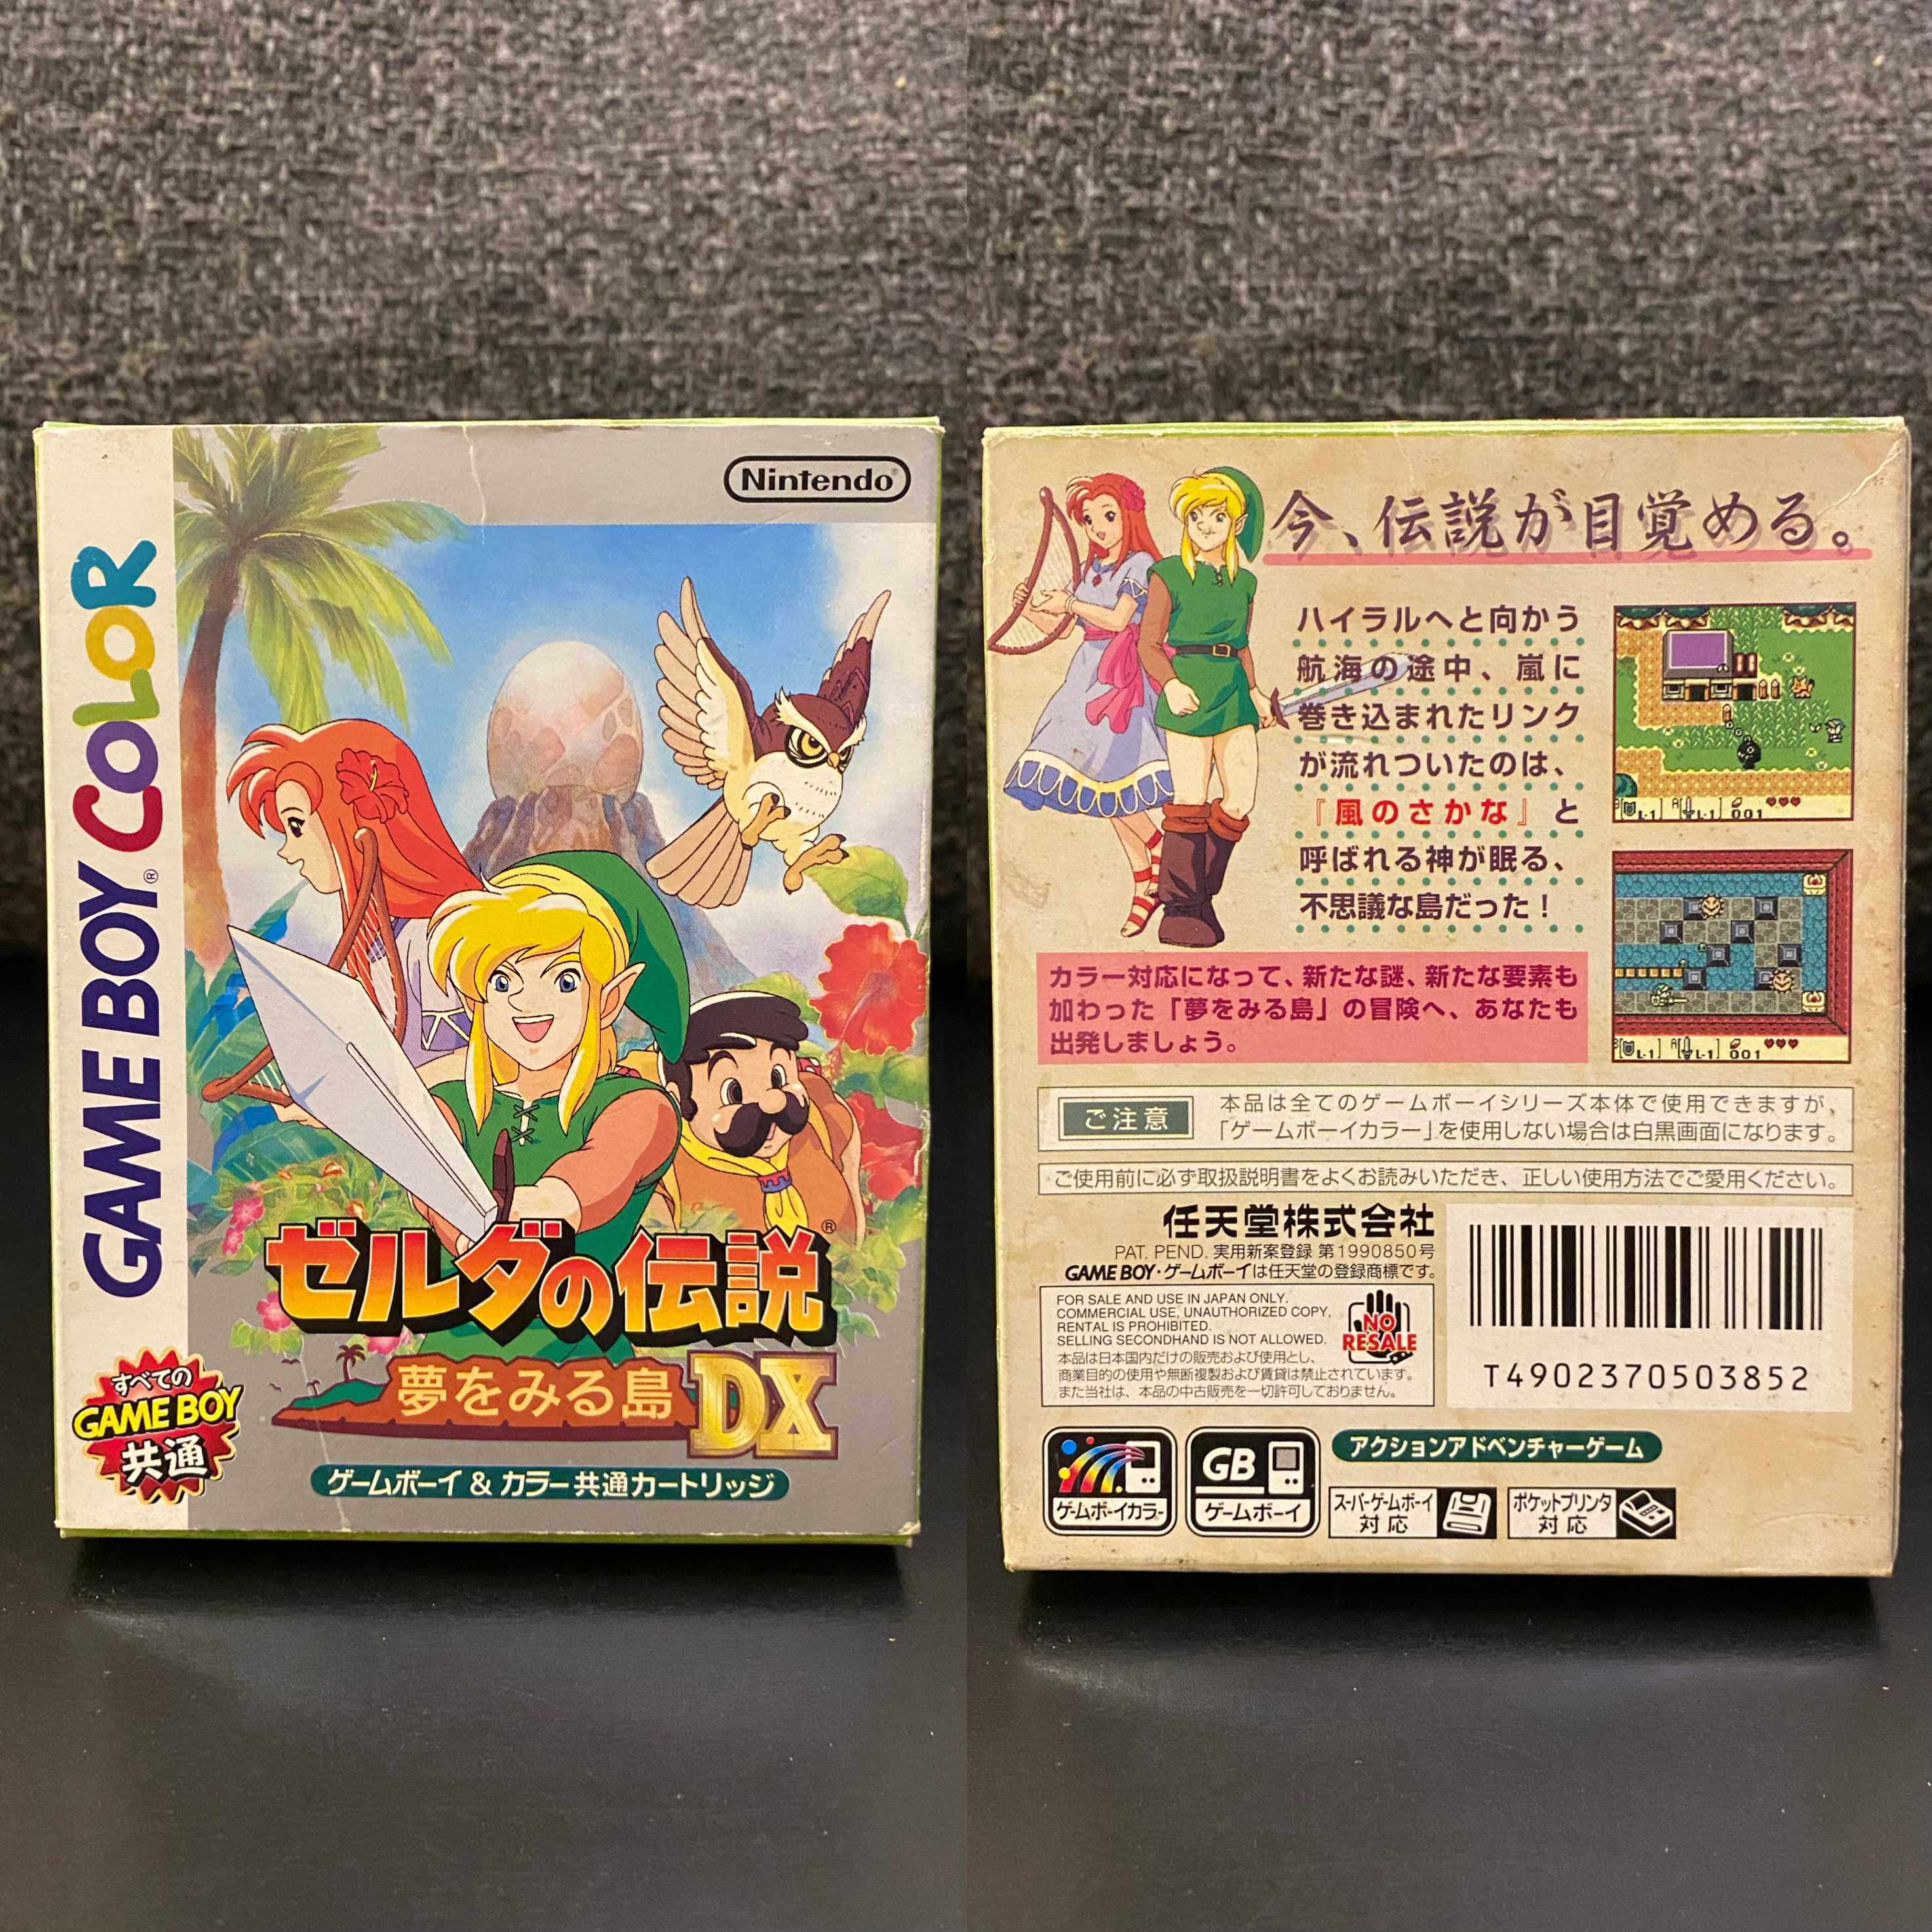 Nintendo®
GAME BOY® COLOR
ゼルダの伝説®
夢をみる島 DX
ゲームボーイ & カラー共通カートリッジ
すべての
GAME BOY
共通
今、伝説が目覚める。
ハイラルへと向かう
航海の途中、嵐に
巻き込まれたリンク
が流れついたのは、
『風のさかな』と
呼ばれる神が眠る、
不思議な島だった！
カラー対応になって、新たな謎、新たな要素も
加わった「夢をみる島」の冒険へ、あなたも
出発しましょう。
B L-1 A L-1 001
B L-1 A L-1 001
ご注意
本品は全てのゲームボーイシリーズ本体で使用できますが、
「ゲームボーイカラー」を使用しない場合は白黒画面になります。
ご使用前に必ず取扱説明書をよくお読みいただき、正しい使用方法でご愛用ください。
任天堂株式会社
PAT. PEND. 実用新案登録 第1990850号
GAME BOY・ゲームボーイは任天堂の登録商標です。
FOR SALE AND USE IN JAPAN ONLY.
COMMERCIAL USE, UNAUTHORIZED COPY,
RENTAL IS PROHIBITED.
SELLING SECONDHAND IS NOT ALLOWED.
NO
RESALE
本品は日本国内だけの販売および使用とし、
商業目的の使用や無断複製および賃貸は禁止されています。
また当社は、本品の中古販売を一切許可しておりません。
T4902370503852
ゲームボーイカラー
GB
ゲームボーイ
アクションアドベンチャーゲーム
スーパーゲームボーイ
対応
ポケットプリンタ
対応